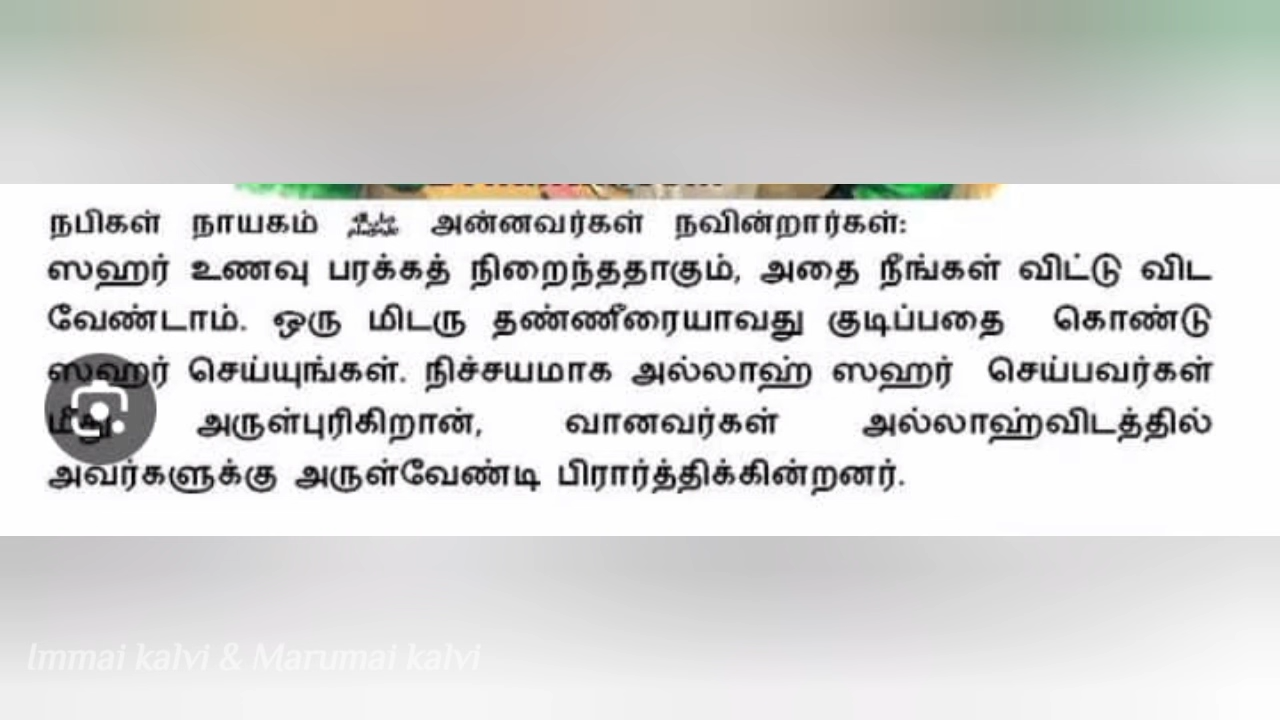 நபிகள் நாயகம் ﷺ அன்னவர்கள் நவின்றார்கள்:
ஸஹர் உணவு பரக்கத் நிறைந்ததாகும், அதை நீங்கள் விட்டு விட
வேண்டாம். ஒரு மிடரு தண்ணீரையாவது குடிப்பதை கொண்டு
ஸஹர் செய்யுங்கள். நிச்சயமாக அல்லாஹ் ஸஹர் செய்பவர்கள்
மீது அருள்புரிகிறான், வானவர்கள் அல்லாஹ்விடத்தில்
அவர்களுக்கு அருள்வேண்டி பிரார்த்திக்கின்றனர்.
Immai kalvi & Marumai kalvi